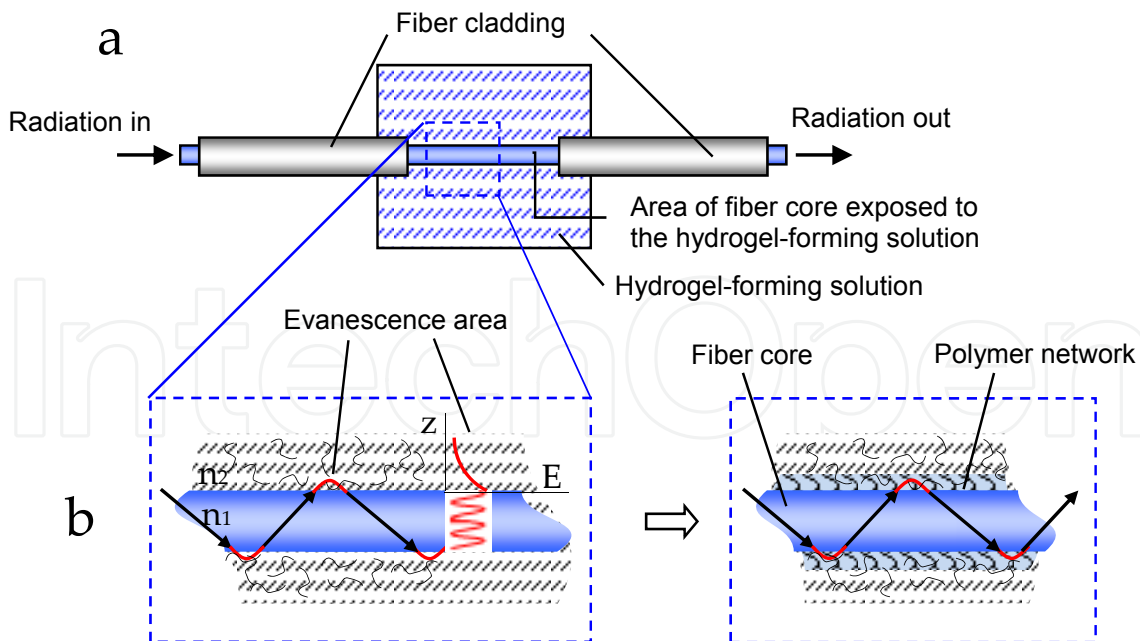 a
Fiber cladding
Radiation in
Radiation out
Area of fiber core exposed to
the hydrogel-forming solution
Hydrogel-forming solution
IntechOpen
Evanescence area
Fiber core
Polymer network
z
E
n2
n1
b